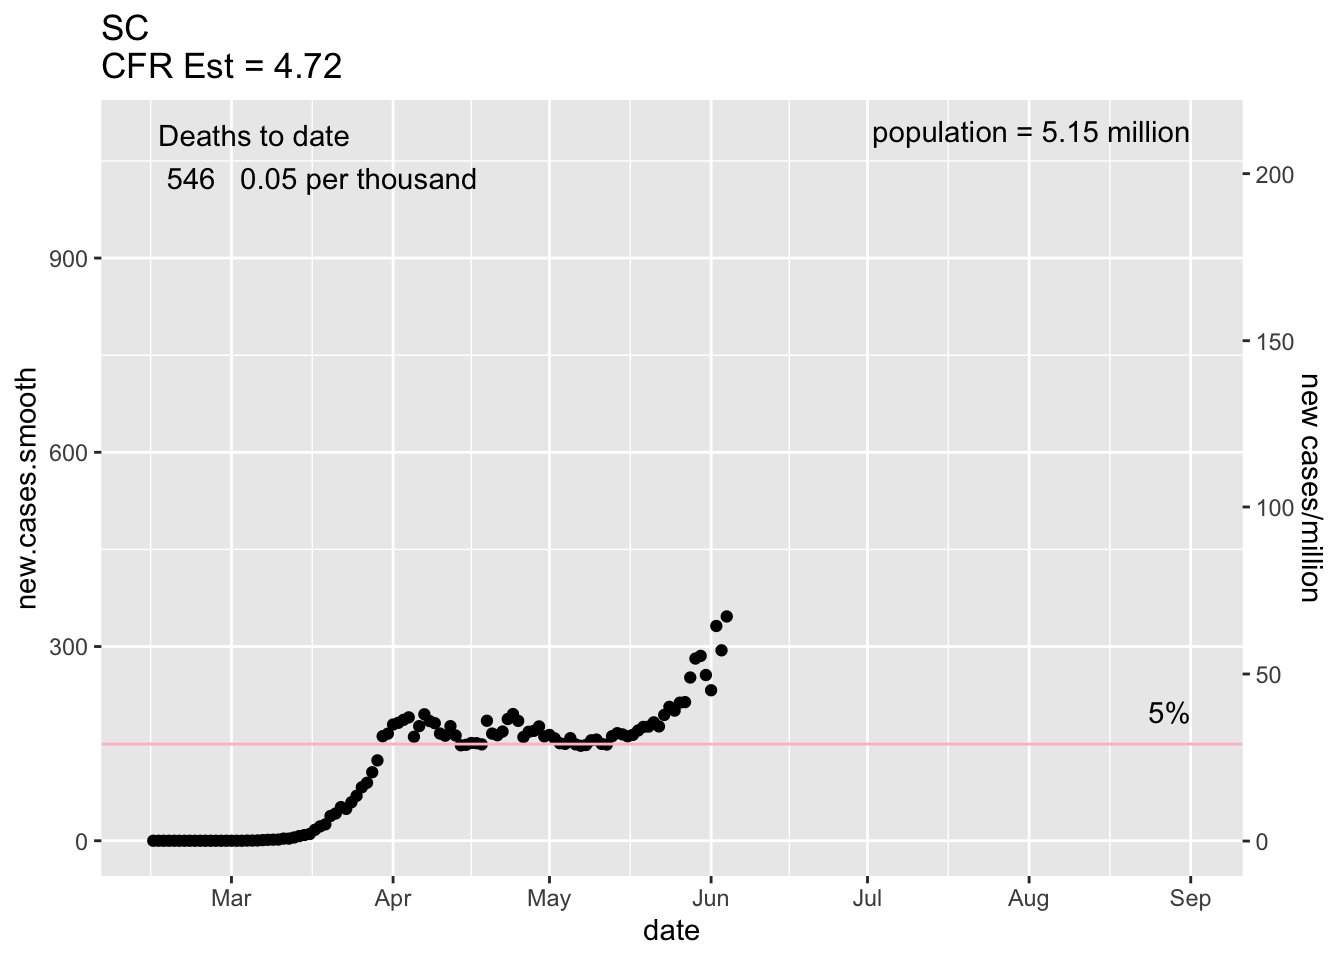 SC
CFR Est = 4.72
Deaths to date
546 0.05 per thousand
population = 5.15 million
new.cases.smooth
900
600
300
0
200
150
100
50
0
new cases/million
5%
Mar Apr May Jun Jul Aug Sep
date